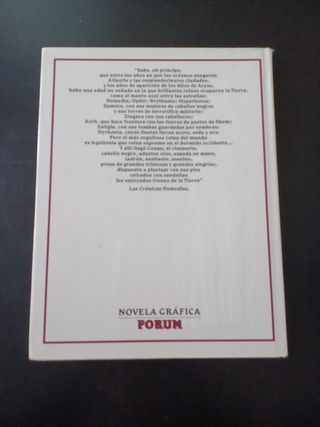 "Sabe, oh príncipe,
que entre los años en que los océanos anegaron
Atlantis y las resplandecientes ciudades,
y los años de aparición de los hijos de Aryas,
hubo una edad no soñada en la que brillantes reinos ocuparon la Tierra,
como el manto azul entre las estrellas:
Nemedia; Ophir; Brythunia; Hyperborea;
Zamora, con sus mujeres de cabellos negros
y sus torres de terrorífico misterio;
Zingara con sus caballeros;
Koth, que hace frontera con las tierras de pastos de Shem;
Estigia, con sus tumbas guardadas por sombras;
Hyrkania, cuyos jinetes llevan acero, seda y oro.
Pero el más orgulloso reino del mundo
es Aquilonia que reina suprema en el dormido occidente...
Y allí llegó Conan, el cimmerio,
cabello negro, adustos ojos, espada en mano,
ladrón, asaltante, asesino,
presa de grandes tristezas y grandes alegrías,
dispuesto a pisotear con sus pies
calzados con sandalias
los enjoyados tronos de la Tierra"
Las Crónicas Nemedias.
NOVELA GRÁFICA
FORUM